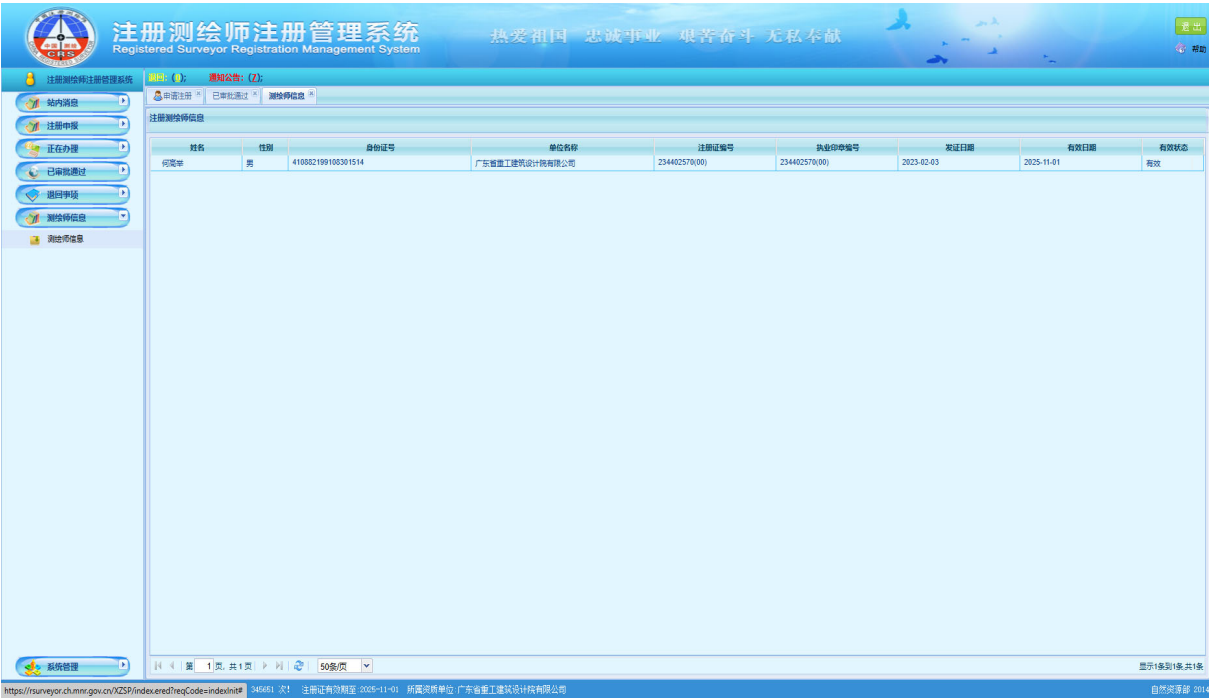 注册测绘师注册管理系统
Registered Surveyor Registration Management System
热爱祖国 忠诚事业 艰苦奋斗 无私奉献
退出
帮助
中国 测绘
CRS
注册测绘师注册管理系统
通知公告: (7);
站内消息
注册申报
正在办理
已审批通过
退回事项
测绘师信息
测绘师信息
系统管理
申请注册 已审批通过 测绘师信息
注册测绘师信息
姓名 性别 身份证号 单位名称 注册证编号 执业印章编号 发证日期 有效日期 有效状态
何亮举 男 410882199108301514 广东省重工建筑设计院有限公司 234402570(00) 234402570(00) 2023-02-03 2025-11-01 有效
第 1 页, 共 1 页 50条/页
显示1条到1条,共1条
https://rsurveyor.ch.mnr.gov.cn/XZSP/index.ered?reqCode=indexInit# 345651 次! 注册证有效期至:2025-11-01 所属资质单位:广东省重工建筑设计院有限公司
自然资源部 2014